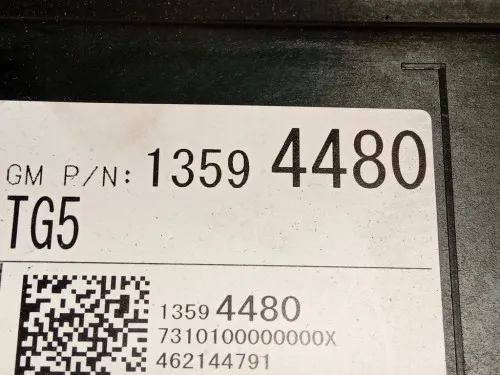 GM P/N: 1359 4480
TG5
1359 4480
7310100000000X
462144791